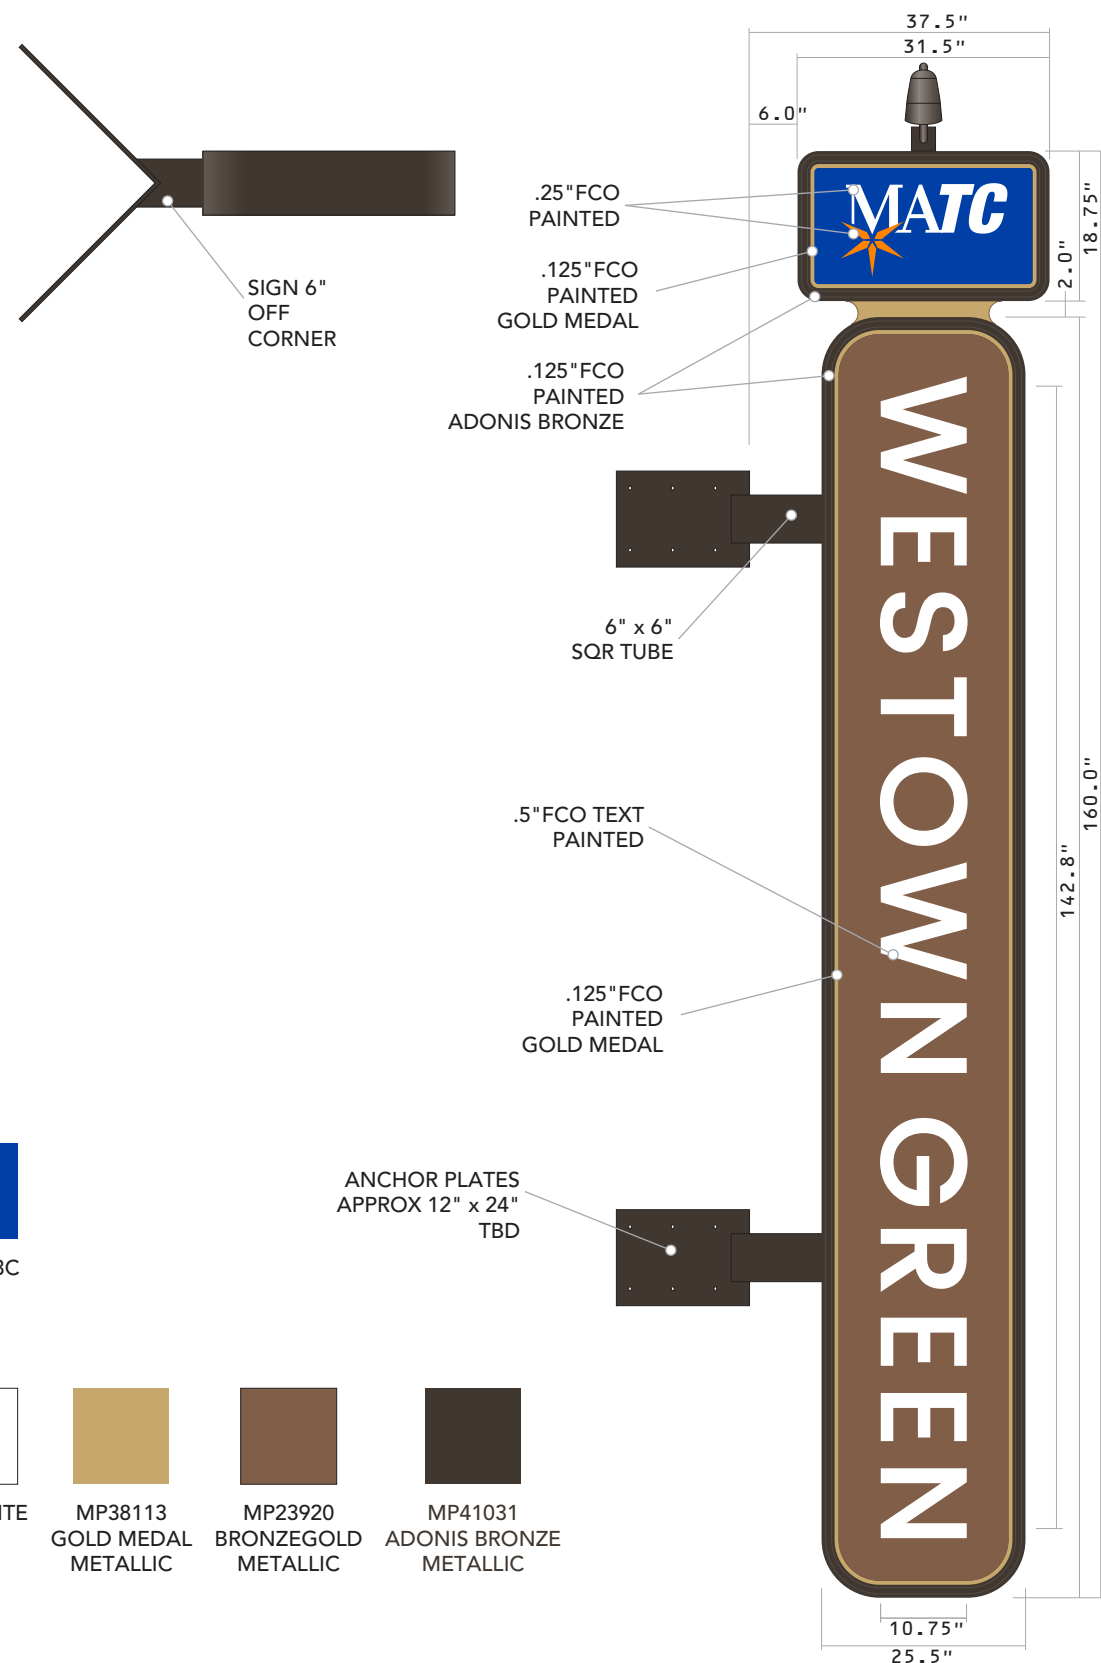 37.5"
31.5"
6.0"
.25"FCO
PAINTED
MATC
18.75"
2.0"
.125"FCO
PAINTED
GOLD MEDAL
SIGN 6"
OFF
CORNER
.125"FCO
PAINTED
ADONIS BRONZE
WESTOWN GREEN
6" x 6"
SQR TUBE
160.0"
142.8"
.5"FCO TEXT
PAINTED
.125"FCO
PAINTED
GOLD MEDAL
ANCHOR PLATES
APPROX 12" x 24"
TBD
MP38113
GOLD MEDAL
METALLIC
MP23920
BRONZEGOLD
METALLIC
MP41031
ADONIS BRONZE
METALLIC
10.75"
25.5"